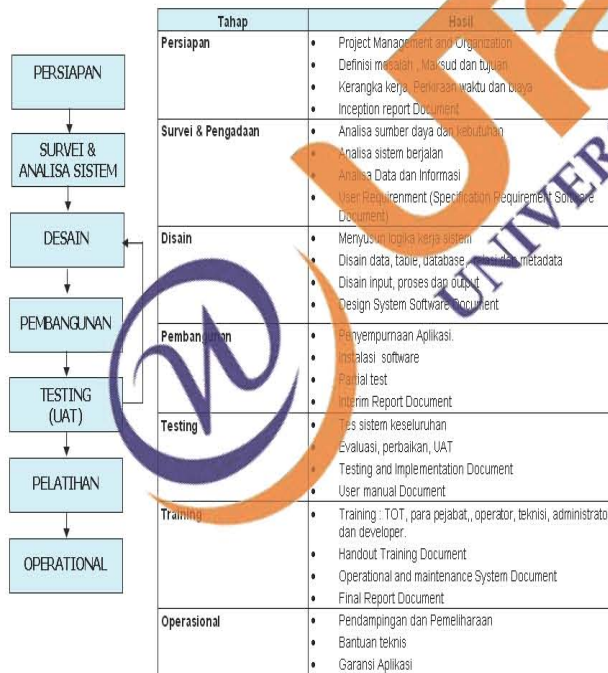 PERSIAPAN
SURVEI &
ANALISA SISTEM
DESAIN
PEMBANGUNAN
TESTING
(UAT)
PELATIHAN
OPERATIONAL
Tahap Hasil
Persiapan
• Project Management and Organization
• Definisi masalah , Maksud dan tujuan
• Kerangka kerja, Perkiraan waktu dan biaya
• Inception report Document
Survei & Pengadaan
• Analisa sumber daya dan kebutuhan
• Analisa sistem berjalan
• Analisa Data dan Informasi
• User Requirenment (Specification Requirement Software
Document)
Disain
• Menyusun logika kerja sistem
• Disain data, table, database, relasi dan metadata
• Disain input, proses dan output
• Design System Software Document
Pembangunan
• Penyempurnaan Aplikasi.
• Instalasi software
• Partial test
• Interim Report Document
Testing
• Tes sistem keseluruhan
• Evaluasi, perbaikan, UAT
• Testing and Implementation Document
• User manual Document
Training
• Training : TOT, para pejabat,, operator, teknisi, administrato
dan developer.
• Handout Training Document
• Operational and maintenance System Document
• Final Report Document
Operasional
• Pendampingan dan Pemeliharaan
• Bantuan teknis
• Garansi Aplikasi
UNIVER